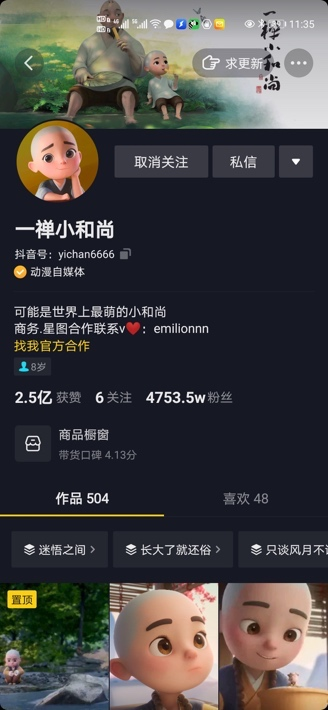 11:35
一禅小和尚
求更新
取消关注
私信
一禅小和尚
抖音号：yichan6666
动漫自媒体
可能是世界上最萌的小和尚
商务.星图合作联系v❤️：emilionnn
找我官方合作
8岁
2.5亿 获赞 6 关注 4753.5w 粉丝
商品橱窗
带货口碑 4.13分
作品 504
喜欢 48
迷悟之间
长大了就还俗
只谈风月不
置顶